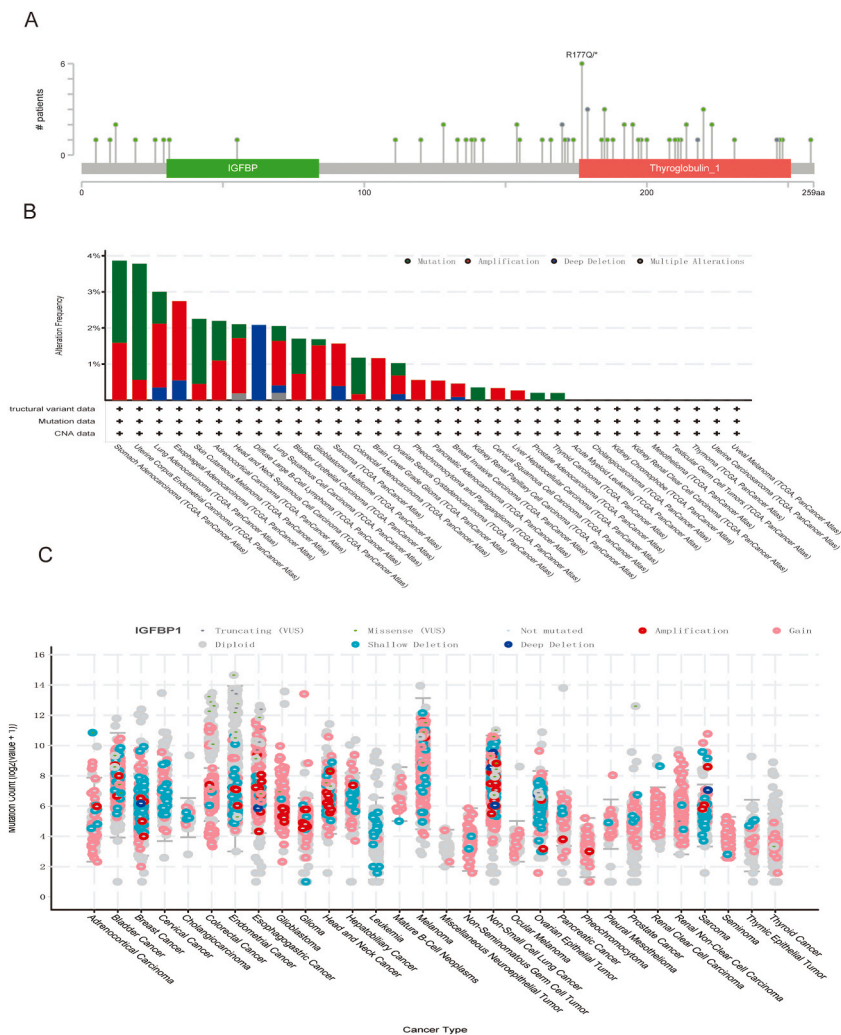 A
R177Q/*
6
# patients
0
IGFBP
Thyroglobulin_1
0
100
200
259aa
B
4%
3%
2%
1%
Alteration Frequency
Mutation
Amplification
Deep Deletion
Multiple Alterations
tructural variant data
Mutation data
CNA data
Stomach Adenocarcinoma (TCGA, PanCancer Atlas)
Uterine Corpus Endometrial Carcinoma (TCGA, PanCancer Atlas)
Lung Adenocarcinoma (TCGA, PanCancer Atlas)
Esophageal Adenocarcinoma (TCGA, PanCancer Atlas)
Skin Cutaneous Melanoma (TCGA, PanCancer Atlas)
Adrenocortical Carcinoma (TCGA, PanCancer Atlas)
Head and Neck Squamous Cell Carcinoma (TCGA, PanCancer Atlas)
Diffuse Large B-Cell Lymphoma (TCGA, PanCancer Atlas)
Lung Squamous Cell Carcinoma (TCGA, PanCancer Atlas)
Bladder Urothelial Carcinoma (TCGA, PanCancer Atlas)
Glioblastoma Multiforme (TCGA, PanCancer Atlas)
Sarcoma (TCGA, PanCancer Atlas)
Colorectal Adenocarcinoma (TCGA, PanCancer Atlas)
Brain Lower Grade Glioma (TCGA, PanCancer Atlas)
Ovarian Serous Cystadenocarcinoma (TCGA, PanCancer Atlas)
Pheochromocytoma and Paraganglioma (TCGA, PanCancer Atlas)
Pancreatic Adenocarcinoma (TCGA, PanCancer Atlas)
Breast Invasive Carcinoma (TCGA, PanCancer Atlas)
Kidney Renal Papillary Cell Carcinoma (TCGA, PanCancer Atlas)
Cervical Squamous Cell Carcinoma (TCGA, PanCancer Atlas)
Liver Hepatocellular Carcinoma (TCGA, PanCancer Atlas)
Prostate Adenocarcinoma (TCGA, PanCancer Atlas)
Thyroid Carcinoma (TCGA, PanCancer Atlas)
Acute Myeloid Leukemia (TCGA, PanCancer Atlas)
Cholangiocarcinoma (TCGA, PanCancer Atlas)
Kidney Chromophobe (TCGA, PanCancer Atlas)
Kidney Renal Clear Cell Carcinoma (TCGA, PanCancer Atlas)
Mesothelioma (TCGA, PanCancer Atlas)
Testicular Germ Cell Tumors (TCGA, PanCancer Atlas)
Thymoma (TCGA, PanCancer Atlas)
Uterine Carcinosarcoma (TCGA, PanCancer Atlas)
Uveal Melanoma (TCGA, PanCancer Atlas)
C
IGFBP1
Truncating (VUS)
Missense (VUS)
Not mutated
Amplification
Gain
Diploid
Shallow Deletion
Deep Deletion
16
14
12
10
8
6
4
2
0
Mutation Count (log2(value + 1))
Adrenocortical Carcinoma
Bladder Cancer
Breast Cancer
Cervical Cancer
Cholangiocarcinoma
Colorectal Cancer
Endometrial Cancer
Esophagogastric Cancer
Glioblastoma
Glioma
Head and Neck Cancer
Hepatobiliary Cancer
Leukemia
Mature B-Cell Neoplasms
Melanoma
Miscellaneous Neuroepithelial Tumor
Non-Seminomatous Germ Cell Tumor
Non-Small Cell Lung Cancer
Ocular Melanoma
Ovarian Epithelial Tumor
Pancreatic Cancer
Pheochromocytoma
Pleural Mesothelioma
Prostate Cancer
Renal Clear Cell Carcinoma
Renal Non-Clear Cell Carcinoma
Sarcoma
Seminoma
Thymic Epithelial Tumor
Thyroid Cancer
Cancer Type